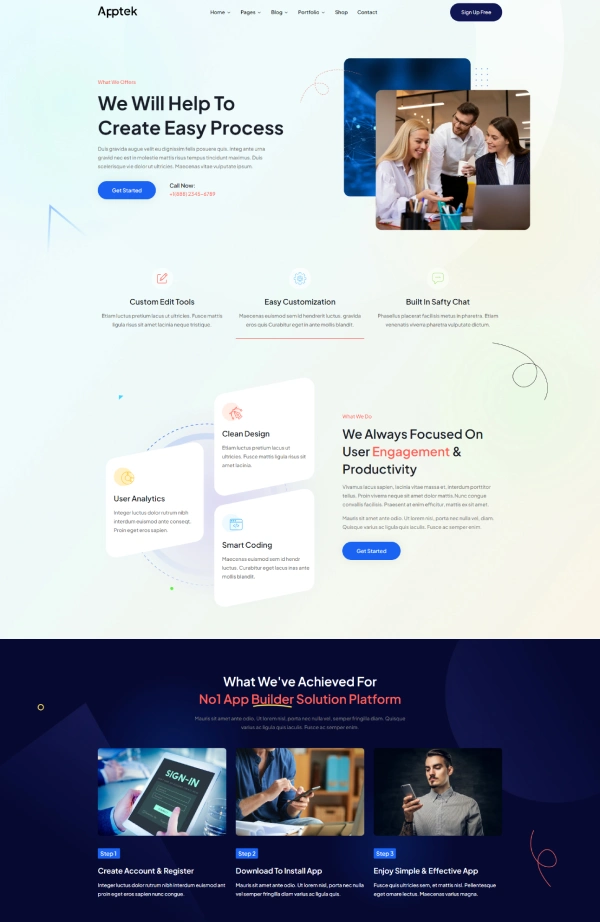 Apptek
Home Pages Blog Portfolio Shop Contact
Sign Up Free
What We Offers
We Will Help To
Create Easy Process
Duis gravida augue velit eu dignissim felis posuere quis. Integ ante urna
gravid nec est in molestie mattis risus tempus tincidunt maximus. Duis
scelerisque we dolor ut ultricies. Maecenas vitae vulputate ipsum.
Get Started
Call Now:
+1(888) 2345-6789
Custom Edit Tools
Etiam luctus pretium lacus ut ultricies. Fusce mattis
ligula risus sit amet lacinia neque tristique.
Easy Customization
Maecenas euismod sem id hendrerit luctus. gravida
eros quis Curabitur eget in ante mollis blandit.
Built In Safty Chat
Phasellus placerat facilisis metus in pharetra. Etiam
venenatis viverra pharetra vulputate dictum.
Clean Design
Etiam luctus pretium lacus ut
ultricies. Fusce mattis ligula risus sit
amet lacinia.
User Analytics
Integer luctus dolor rutrum nibh
interdum euismod ante conseqt.
Proin eget eros sapien.
Smart Coding
Maecenas euismod sem id hendr
luctus. Curabitur eget lacus ines ante
mollis blandit.
What We Do
We Always Focused On
User Engagement &
Productivity
Vivamus lacus sapien, lacinia vitae massa et, interdum porttitor
tellus. Proin viverra neque sit amet dolor mattis. Nunc congue
convallis facilisis. Praesent at enim efficitur, mattis ex sit amet.
Mauris sit amet ante odio. Ut lorem nisl, porta nec nulla vel, diam.
Quisque varius ac ligula quis iaculis. Fusce ac semper enim.
Get Started
What We've Achieved For
No1 App Builder Solution Platform
Mauris sit amet ante odio. Ut lorem nisl, porta nec nulla vel, semper fringilla diam. Quisque
varius ac ligula quis iaculis. Fusce ac semper enim.
SIGN-IN
Step 1
Create Account & Register
Integer luctus dolor rutrum nibh interdum euismod ant
proin eget eros sapien nunc congue.
Step 2
Download To Install App
Mauris sit amet ante odio. Ut lorem nisl, porta nec nulla
vel semper fringilla diam varius ac ligula quis iaculis.
Step 3
Enjoy Simple & Effective App
Fusce quis ultricies sem, et mattis nisl. Pellentesque
eget ornare lectus. Maecenas varius magna.